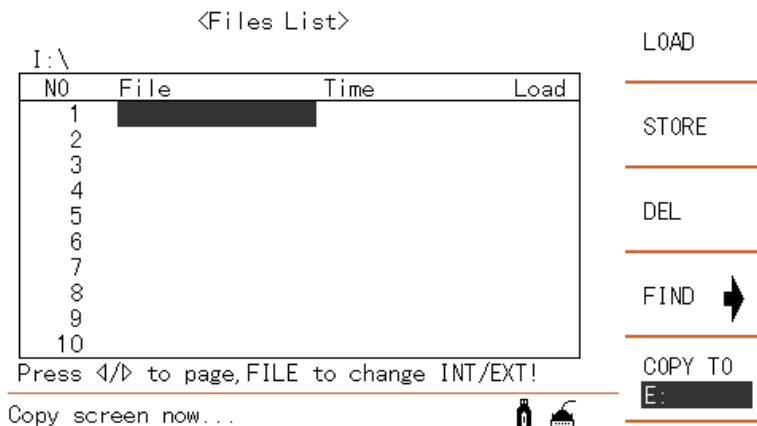 <Files List>
I:\
NO File Time Load
1
2
3
4
5
6
7
8
9
10
Press ◁/▷ to page,FILE to change INT/EXT!
Copy screen now...
LOAD
STORE
DEL
FIND
COPY TO
E: